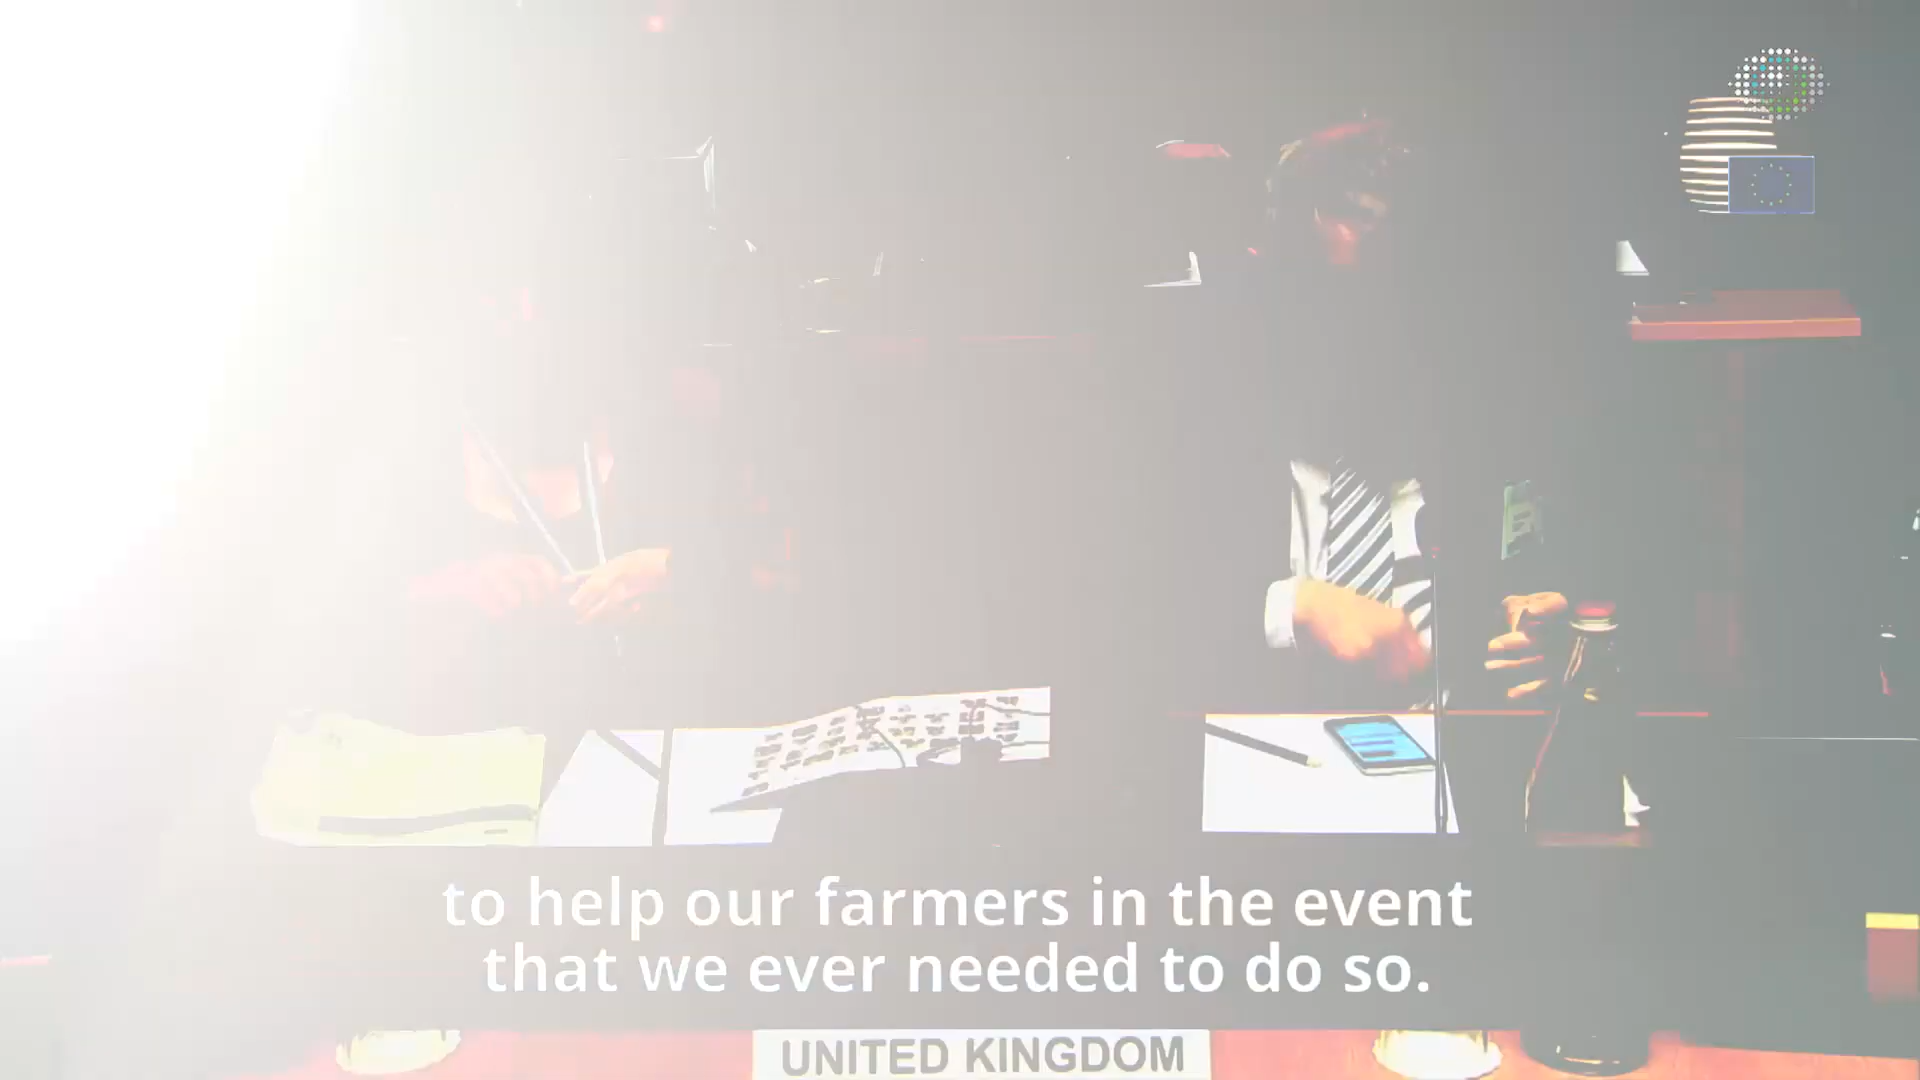 to help our farmers in the event
that we ever needed to do so.
UNITED KINGDOM